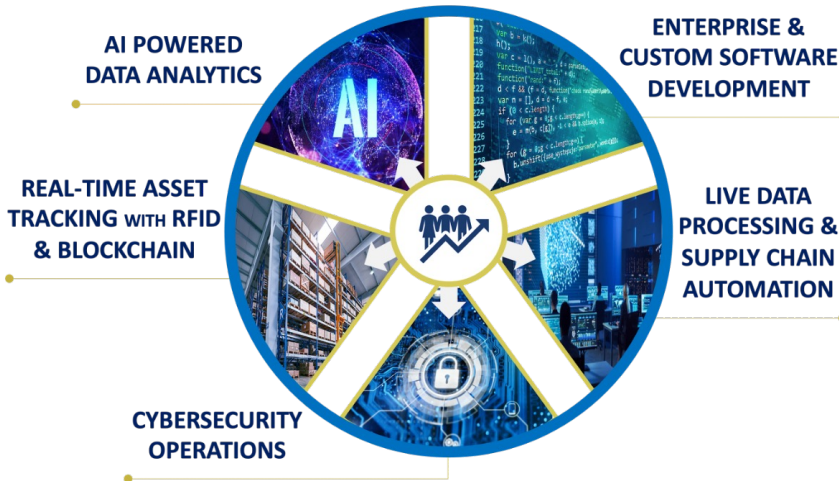 AI POWERED
DATA ANALYTICS
ENTERPRISE &
CUSTOM SOFTWARE
DEVELOPMENT
AI
REAL-TIME ASSET
TRACKING WITH RFID
& BLOCKCHAIN
LIVE DATA
PROCESSING &
SUPPLY CHAIN
AUTOMATION
CYBERSECURITY
OPERATIONS